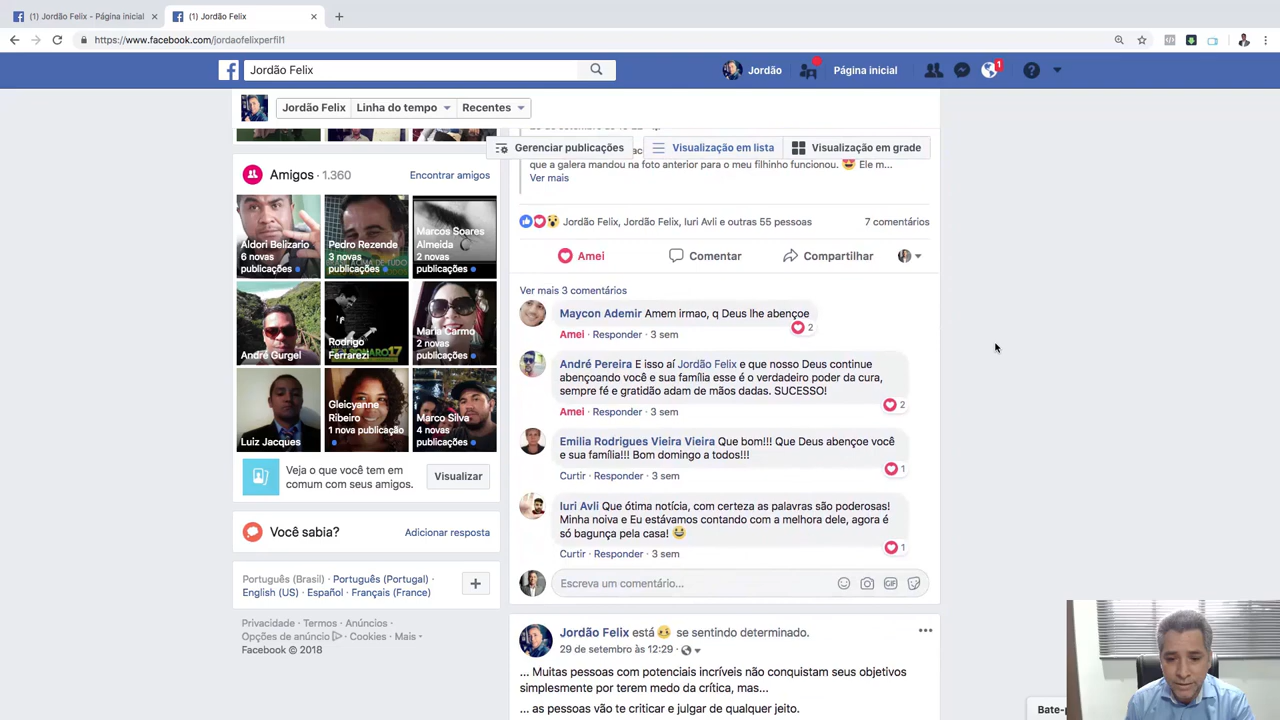 (1) Jordão Felix - Página inicial
(1) Jordão Felix
https://www.facebook.com/jordaofelixperfil1
Jordão Felix
Jordão
Página inicial
1
Jordão Felix
Linha do tempo
Recentes
Gerenciar publicações
Visualização em lista
Visualização em grade
que a galera mandou na foto anterior para o meu filhinho funcionou. 😍 Ele m...
Ver mais
Amigos · 1.360
Encontrar amigos
Aldori Belizario
6 novas
publicações
Pedro Rezende
3 novas
publicações
Marcos Soares
Almeida
2 novas
publicações
André Gurgel
Rodrigo
Ferrarezi
Maria Carmo
2 novas
publicações
Luiz Jacques
Gleicyanne
Ribeiro
1 nova publicação
Marco Silva
4 novas
publicações
Veja o que você tem em
comum com seus amigos.
Visualizar
Você sabia?
Adicionar resposta
Português (Brasil) · Português (Portugal) ·
English (US) · Español · Français (France)
Privacidade · Termos · Anúncios ·
Opções de anúncio · Cookies · Mais
Facebook © 2018
Jordão Felix, Jordão Felix, Iuri Avli e outras 55 pessoas
7 comentários
Amei
Comentar
Compartilhar
Ver mais 3 comentários
Maycon Ademir Amem irmao, q Deus lhe abençoe
2
Amei · Responder · 3 sem
André Pereira E isso aí Jordão Felix e que nosso Deus continue
abençoando você e sua família esse é o verdadeiro poder da cura,
sempre fé e gratidão adam de mãos dadas. SUCESSO!
2
Amei · Responder · 3 sem
Emilia Rodrigues Vieira Vieira Que bom!!! Que Deus abençoe você
e sua família!!! Bom domingo a todos!!!
1
Curtir · Responder · 3 sem
Iuri Avli Que ótima notícia, com certeza as palavras são poderosas!
Minha noiva e Eu estávamos contando com a melhora dele, agora é
só bagunça pela casa! 😂
1
Curtir · Responder · 3 sem
Escreva um comentário...
GIF
Jordão Felix está se sentindo determinado.
29 de setembro às 12:29 ·
... Muitas pessoas com potenciais incríveis não conquistam seus objetivos
simplesmente por terem medo da crítica, mas...
... as pessoas vão te criticar e julgar de qualquer jeito.